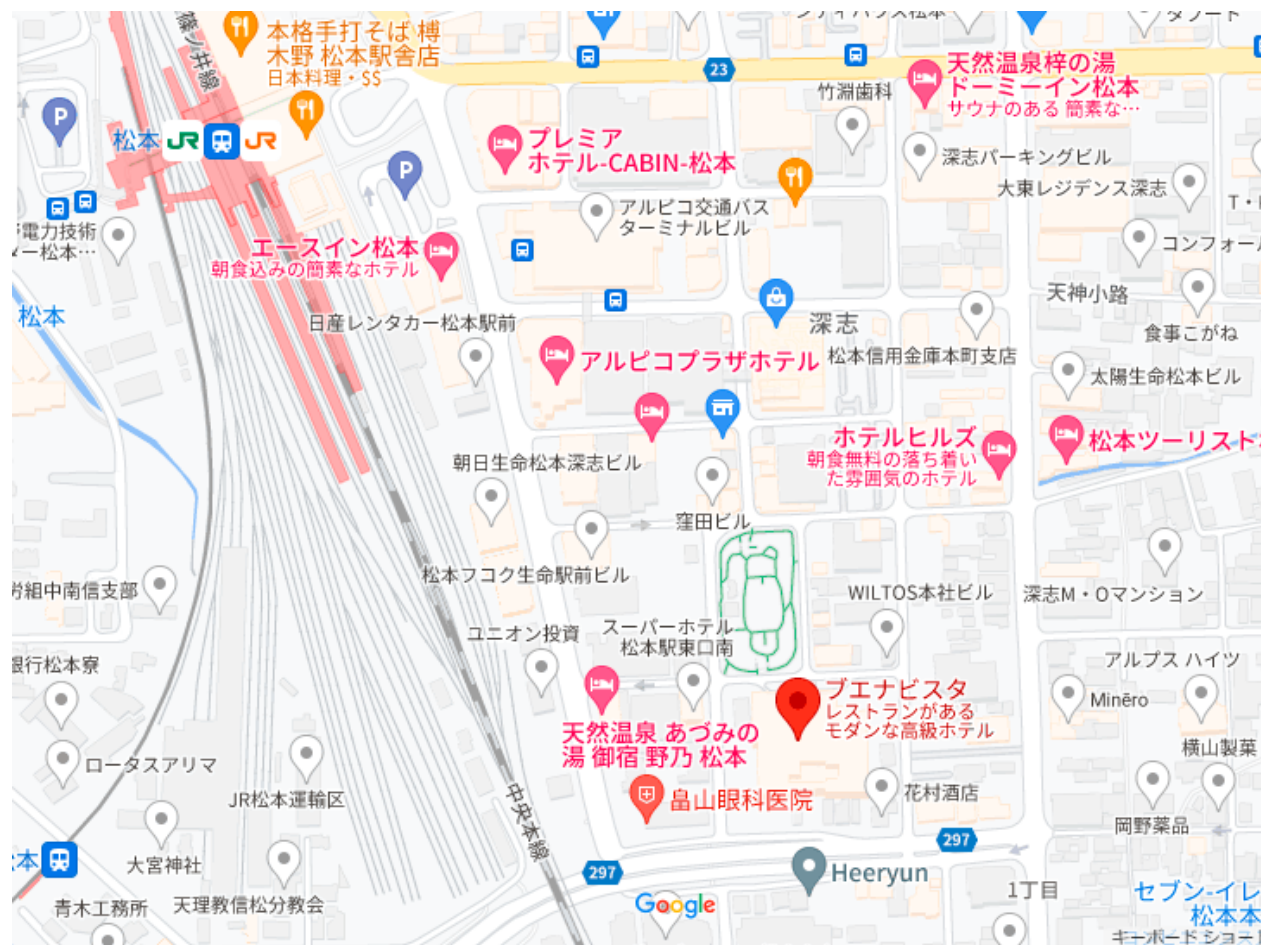 篠ノ井線
本格手打そば 榑
木野 松本駅舎店
日本料理・SS
23
天然温泉梓の湯
ドーミーイン松本
サウナのある 簡素な…
竹淵歯科
P
松本 JR JR
プレミア
ホテル-CABIN-松本
深志パーキングビル
大東レジデンス深志
P
アルピコ交通バス
ターミナルビル
電力技術
ー松本…
エースイン松本
朝食込みの簡素なホテル
コンフォール
天神小路
松本
日産レンタカー松本駅前
深志
食事こがね
松本信用金庫本町支店
アルピコプラザホテル
太陽生命松本ビル
ホテルヒルズ
朝食無料の落ち着い
た雰囲気のホテル
松本ツーリスト
朝日生命松本深志ビル
窪田ビル
松本フコク生命駅前ビル
労組中南信支部
WILTOS本社ビル
深志M・Oマンション
ユニオン投資
スーパーホテル
松本駅東口南
銀行松本寮
アルプス ハイツ
ブエナビスタ
レストランがある
モダンな高級ホテル
Minēro
天然温泉 あづみの
湯 御宿 野乃 松本
横山製菓
ロータスアリマ
JR松本運輸区
畠山眼科医院
花村酒店
中央本線
岡野薬品
297
大宮神社
297
Heeryun
1丁目
青木工務所
天理教信松分教会
Google
セブン-イレ
松本本